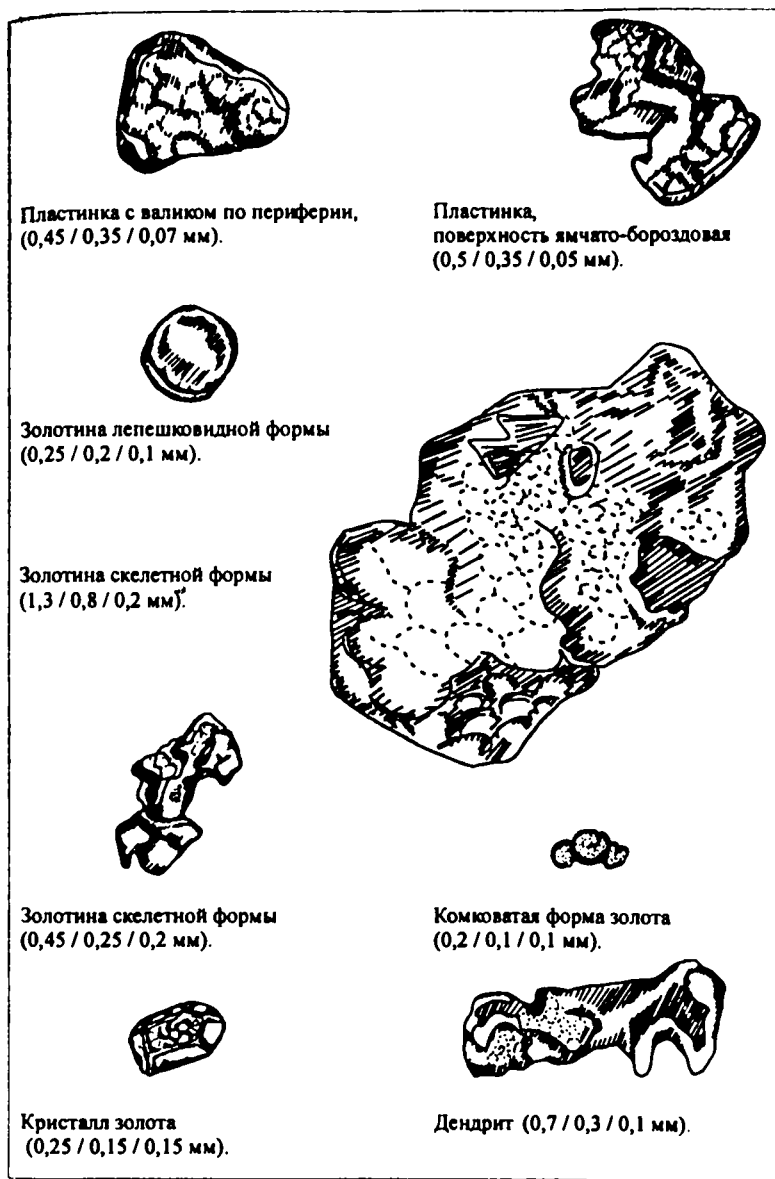 Пластинка с валиком по периферии,
(0,45 / 0,35 / 0,07 мм).
Пластинка,
поверхность ямчато-бороздовая
(0,5 / 0,35 / 0,05 мм).
Золотина лепешковидной формы
(0,25 / 0,2 / 0,1 мм).
Золотина скелетной формы
(1,3 / 0,8 / 0,2 мм).
Золотина скелетной формы
(0,45 / 0,25 / 0,2 мм).
Комковатая форма золота
(0,2 / 0,1 / 0,1 мм).
Кристалл золота
(0,25 / 0,15 / 0,15 мм).
Дендрит (0,7 / 0,3 / 0,1 мм).